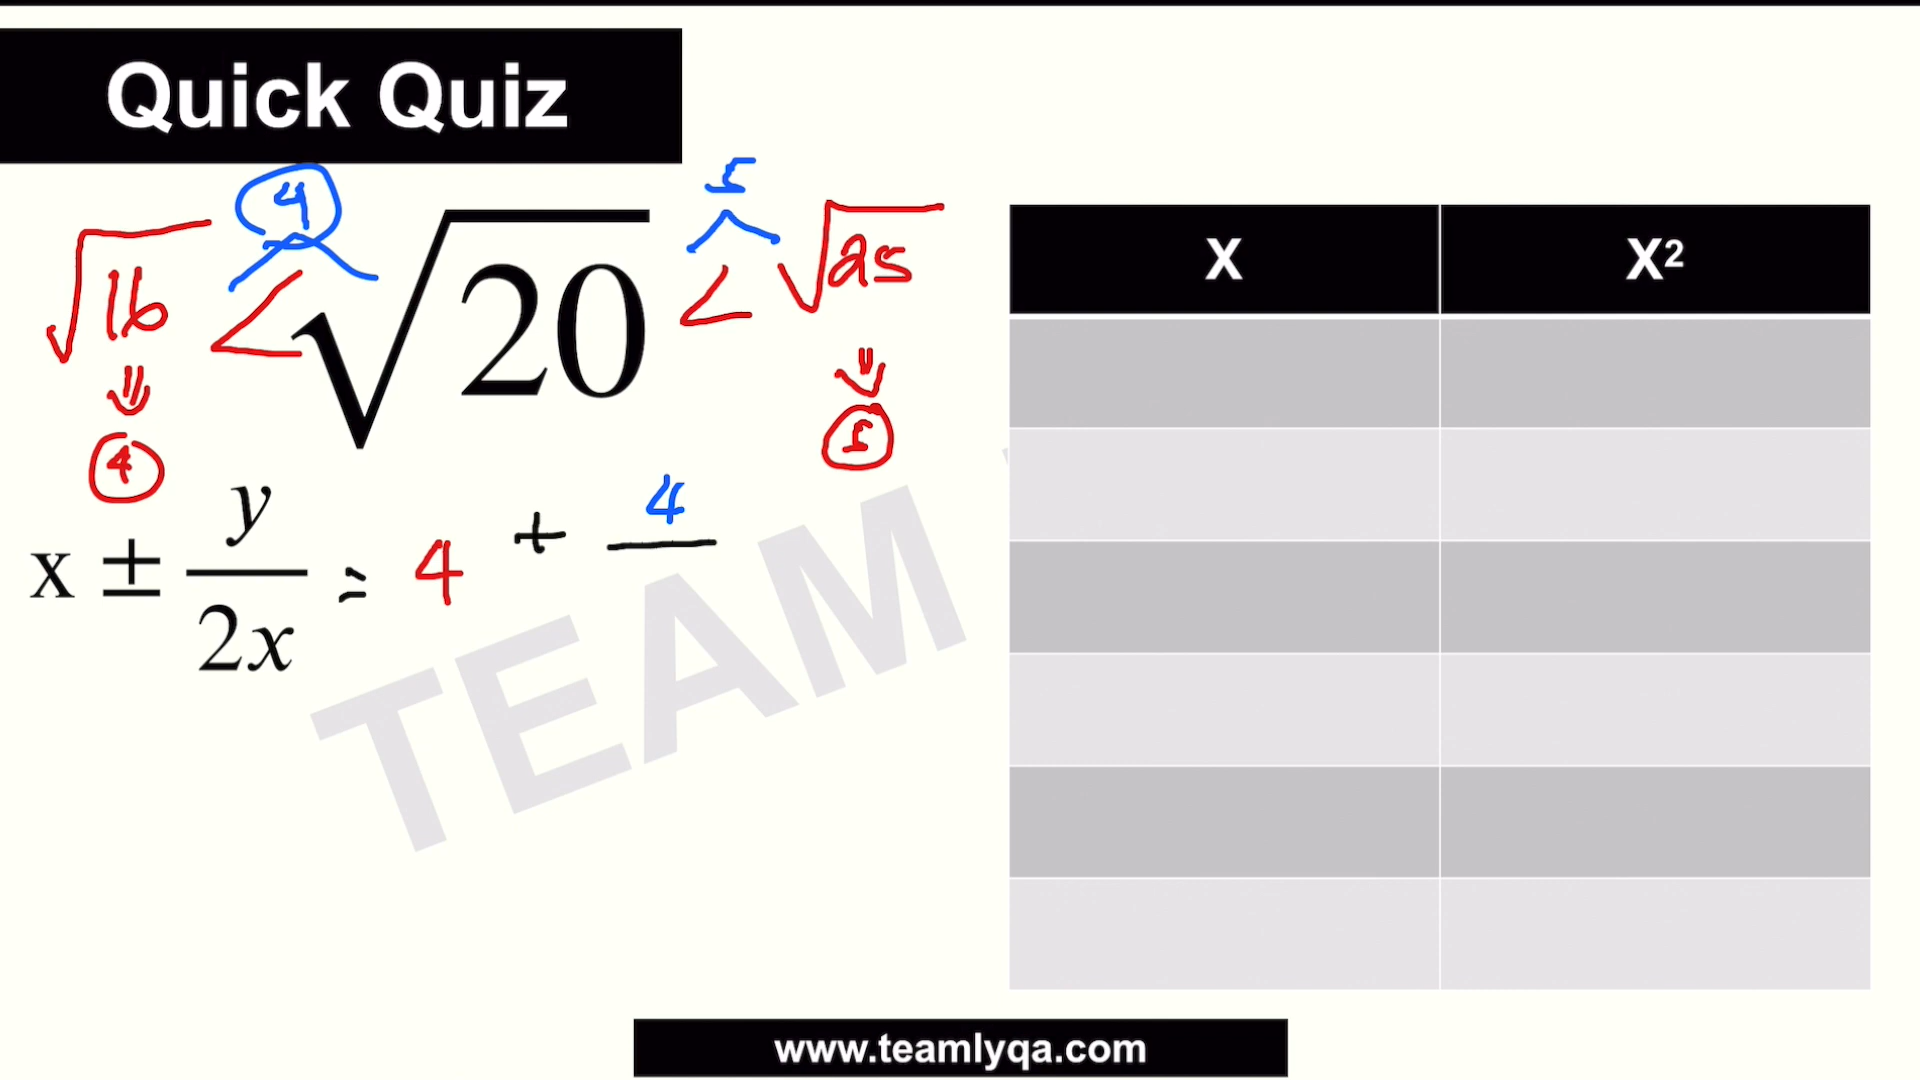 Quick Quiz
4
5
√16 < √20 < √25
4
5
x ± y/2x = 4 + 4/
X X²
TEAM
www.teamlyqa.com